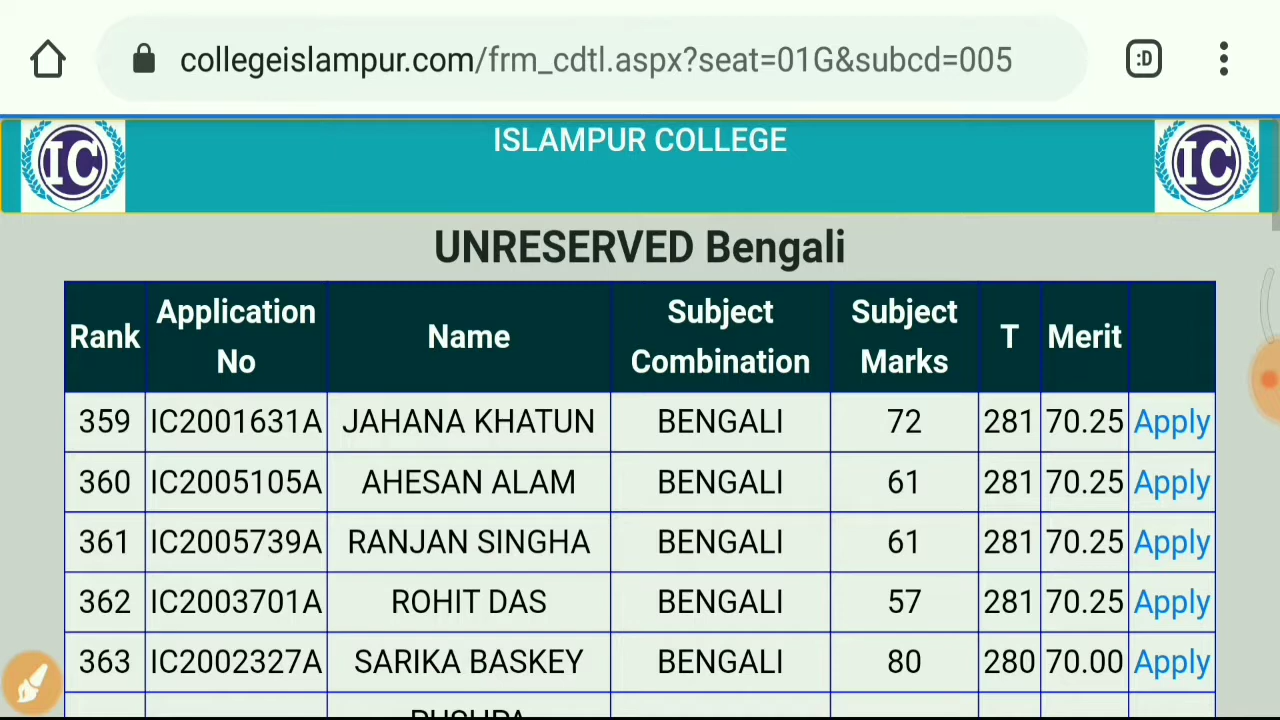 collegeislampur.com/frm_cdtl.aspx?seat=01G&subcd=005 :D
IC ISLAMPUR COLLEGE IC
UNRESERVED Bengali
Rank Application No Name Subject Combination Subject Marks T Merit
359 IC2001631A JAHANA KHATUN BENGALI 72 281 70.25 Apply
360 IC2005105A AHESAN ALAM BENGALI 61 281 70.25 Apply
361 IC2005739A RANJAN SINGHA BENGALI 61 281 70.25 Apply
362 IC2003701A ROHIT DAS BENGALI 57 281 70.25 Apply
363 IC2002327A SARIKA BASKEY BENGALI 80 280 70.00 Apply